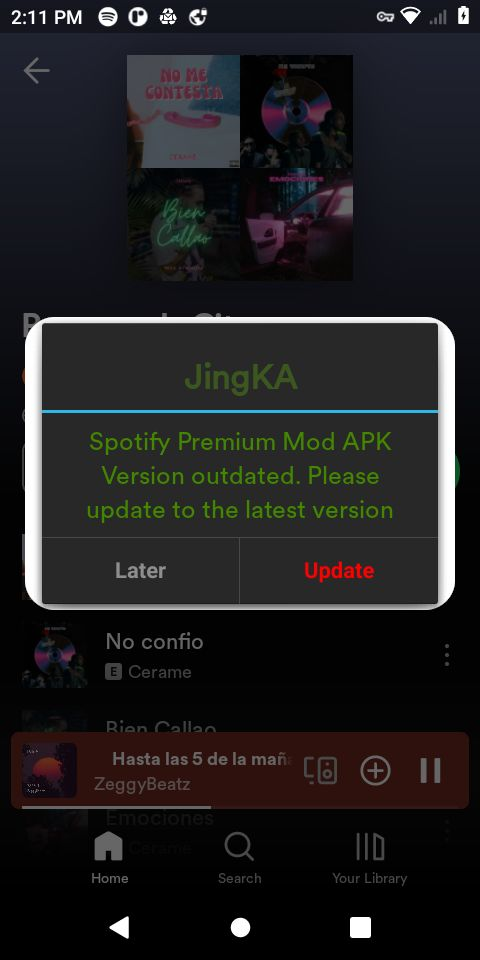 2:11 PM
NO ME
CONTESTA
CERAME
EMOCIONES
Bien
Callao
JingKA
Spotify Premium Mod APK
Version outdated. Please
update to the latest version
Later
Update
No confio
E Cerame
Bien Callao
Hasta las 5 de la maña
ZeggyBeatz
Emociones
Cerame
Home
Search
Your Library